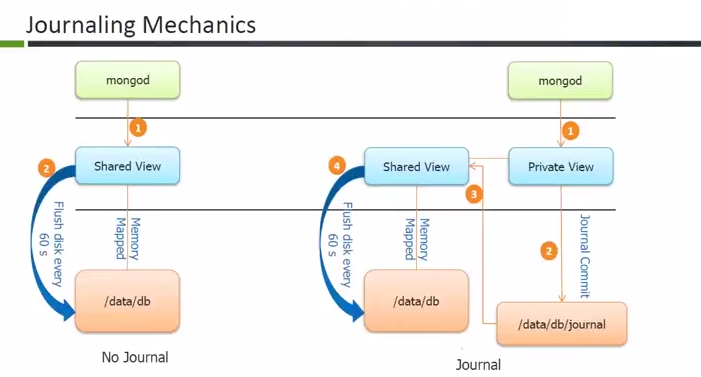 Journaling Mechanics
mongod
1
2
Shared View
Flush disk every
60 s
Memory
Mapped
/data/db
No Journal
mongod
1
4
Shared View
Private View
3
Flush disk every
60 s
Memory
Mapped
2
Journal Commit
/data/db
/data/db/journal
Journal